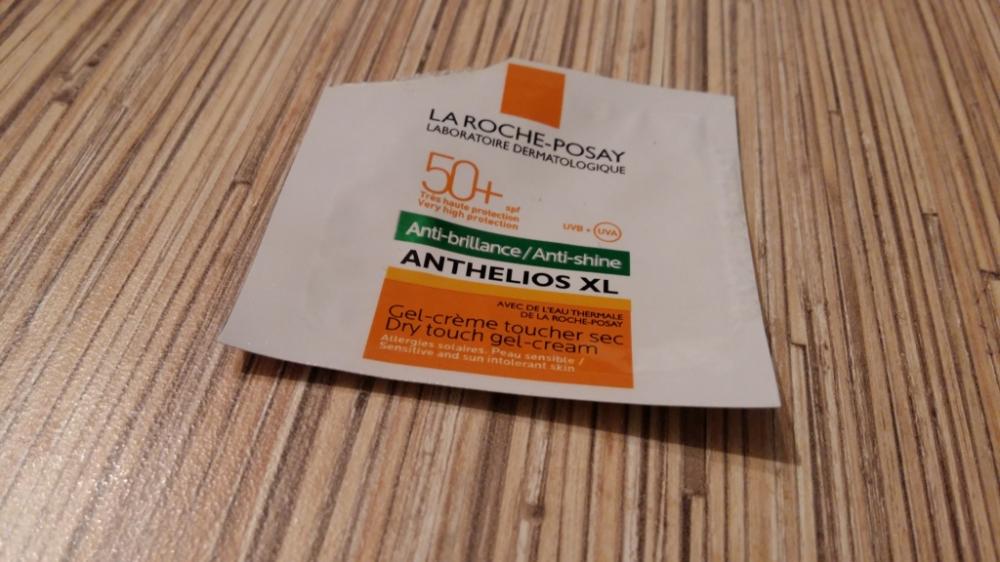 LA ROCHE-POSAY
LABORATOIRE DERMATOLOGIQUE
50+ spf
Très haute protection
Very high protection
UVB + UVA
Anti-brillance/Anti-shine
ANTHELIOS XL
AVEC DE L'EAU THERMALE
DE LA ROCHE-POSAY
Gel-crème toucher sec
Dry touch gel-cream
Allergies solaires. Peau sensible /
Sensitive and sun intolerant skin